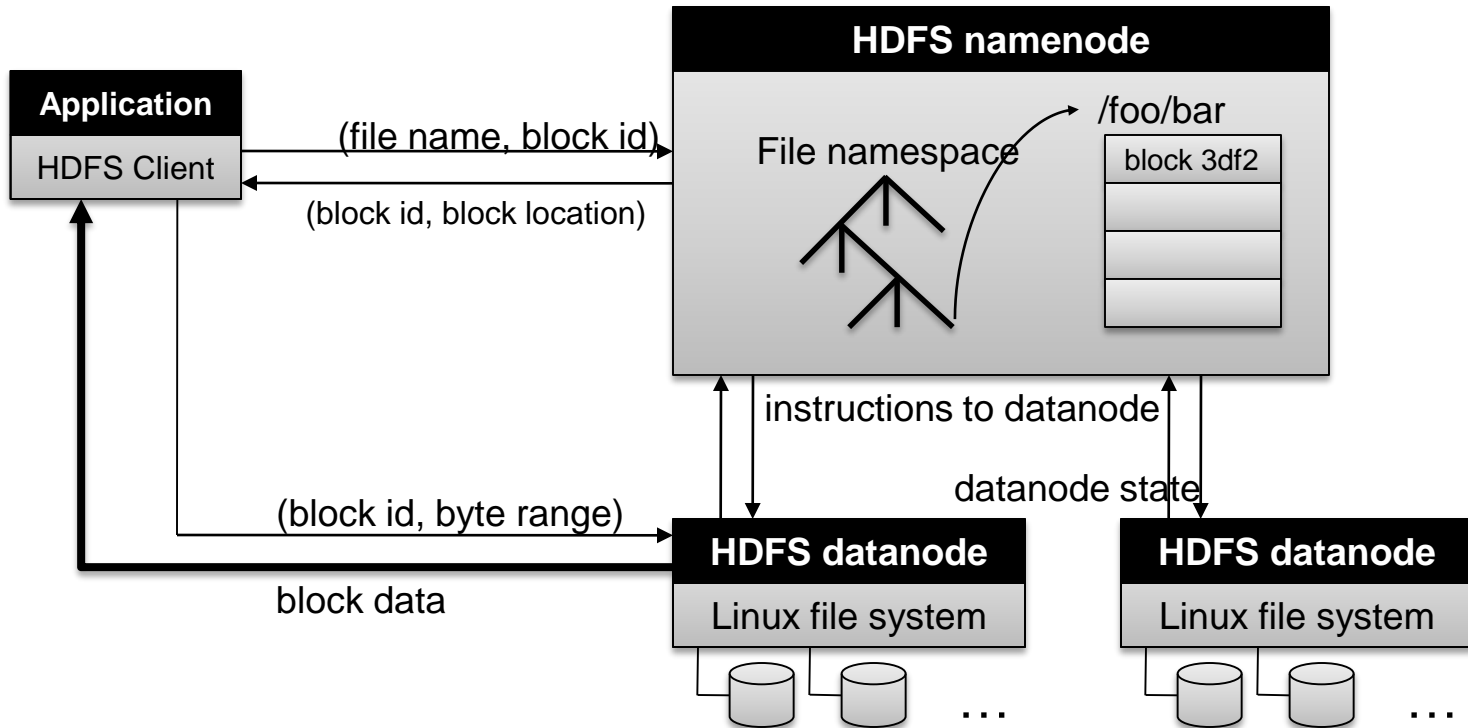 HDFS namenode
Application
HDFS Client
(file name, block id)
(block id, block location)
File namespace
/foo/bar
block 3df2
instructions to datanode
datanode state
(block id, byte range)
block data
HDFS datanode
Linux file system
...
HDFS datanode
Linux file system
...